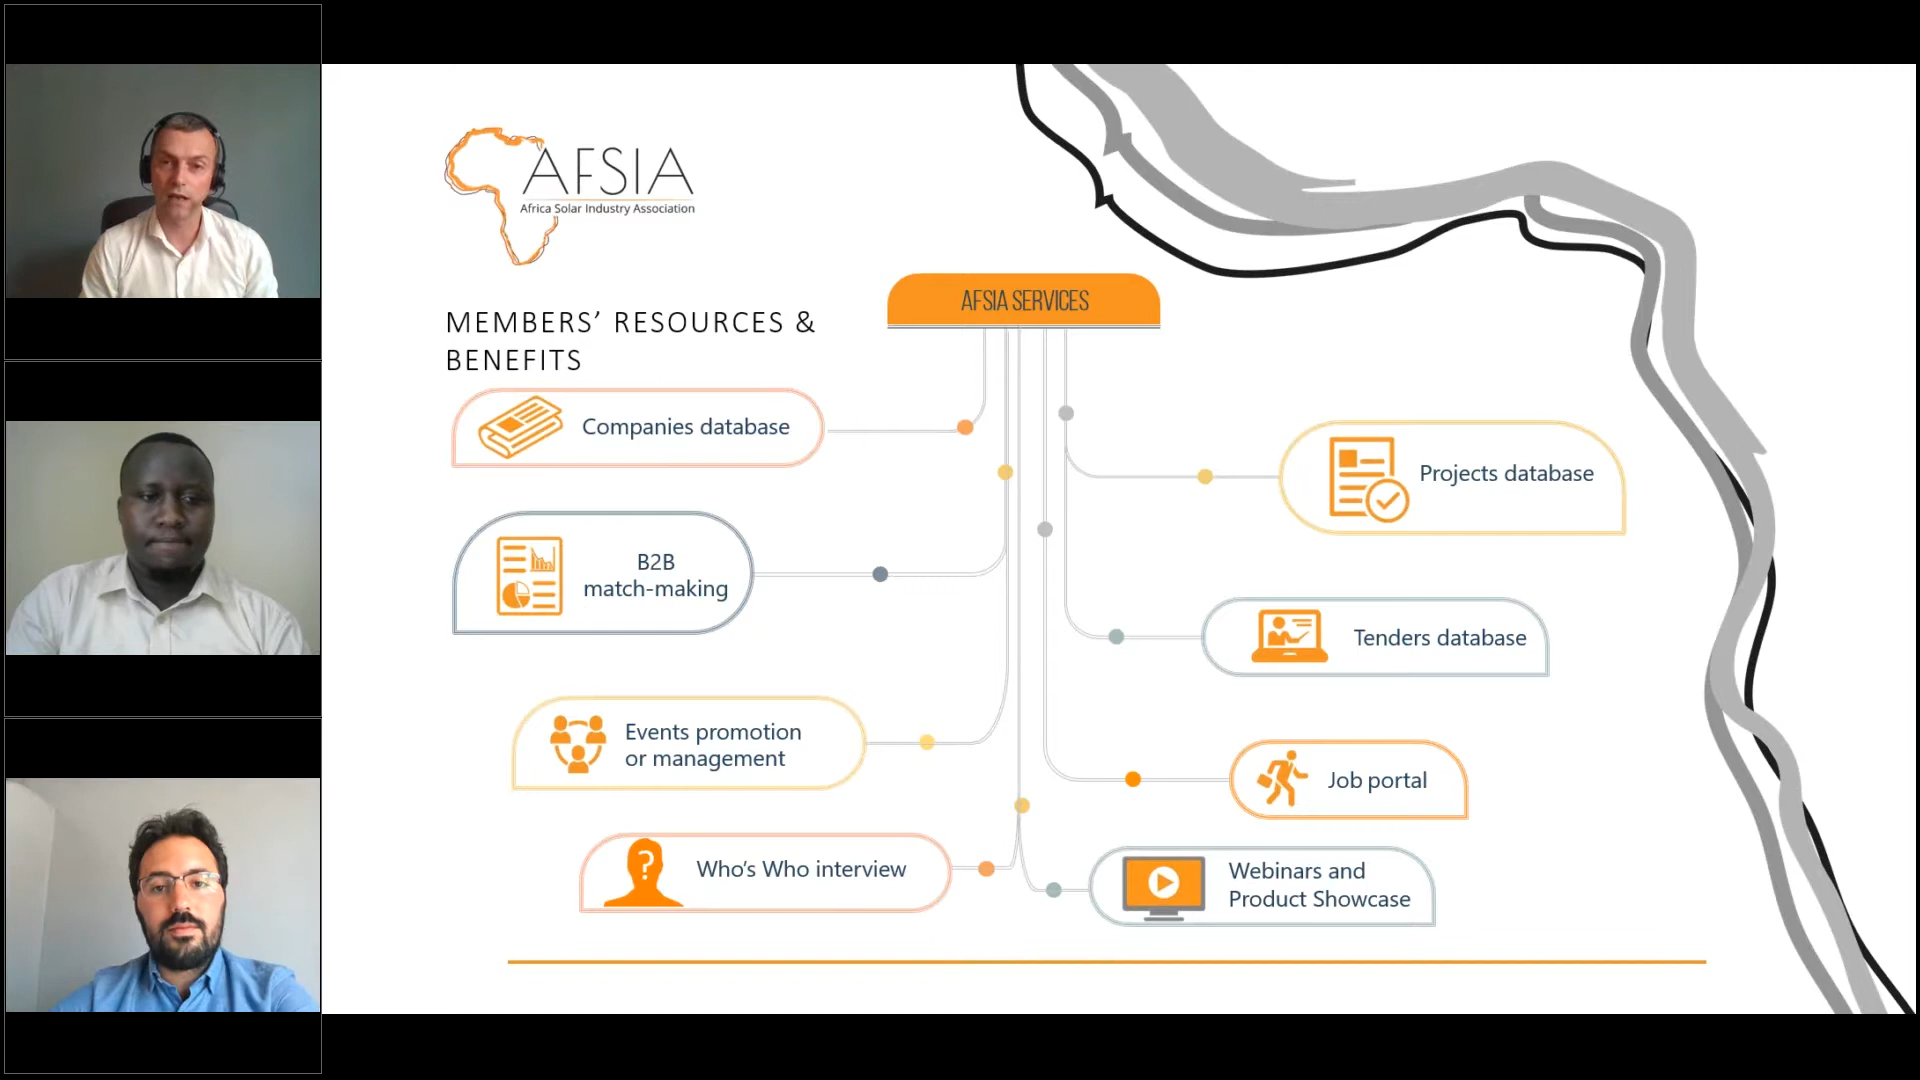 AFSIA
Africa Solar Industry Association
MEMBERS’ RESOURCES &
BENEFITS
AFSIA SERVICES
Companies database
B2B
match-making
Events promotion
or management
?
Who’s Who interview
Projects database
Tenders database
Job portal
Webinars and
Product Showcase